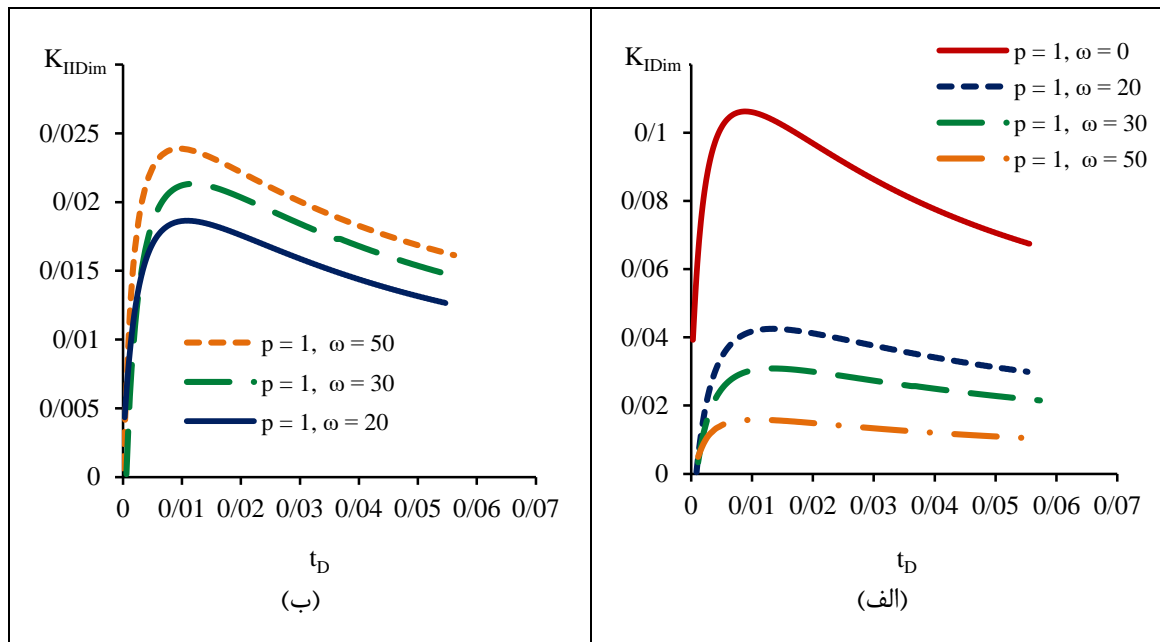 K_IDim
p = 1, ω = 0
p = 1, ω = 20
p = 1, ω = 30
p = 1, ω = 50
0/1
0/08
0/06
0/04
0/02
0
0 0/01 0/02 0/03 0/04 0/05 0/06 0/07
t_D
(الف)
K_IIDim
0/025
0/02
0/015
0/01
0/005
0
p = 1, ω = 50
p = 1, ω = 30
p = 1, ω = 20
0 0/01 0/02 0/03 0/04 0/05 0/06 0/07
t_D
(ب)